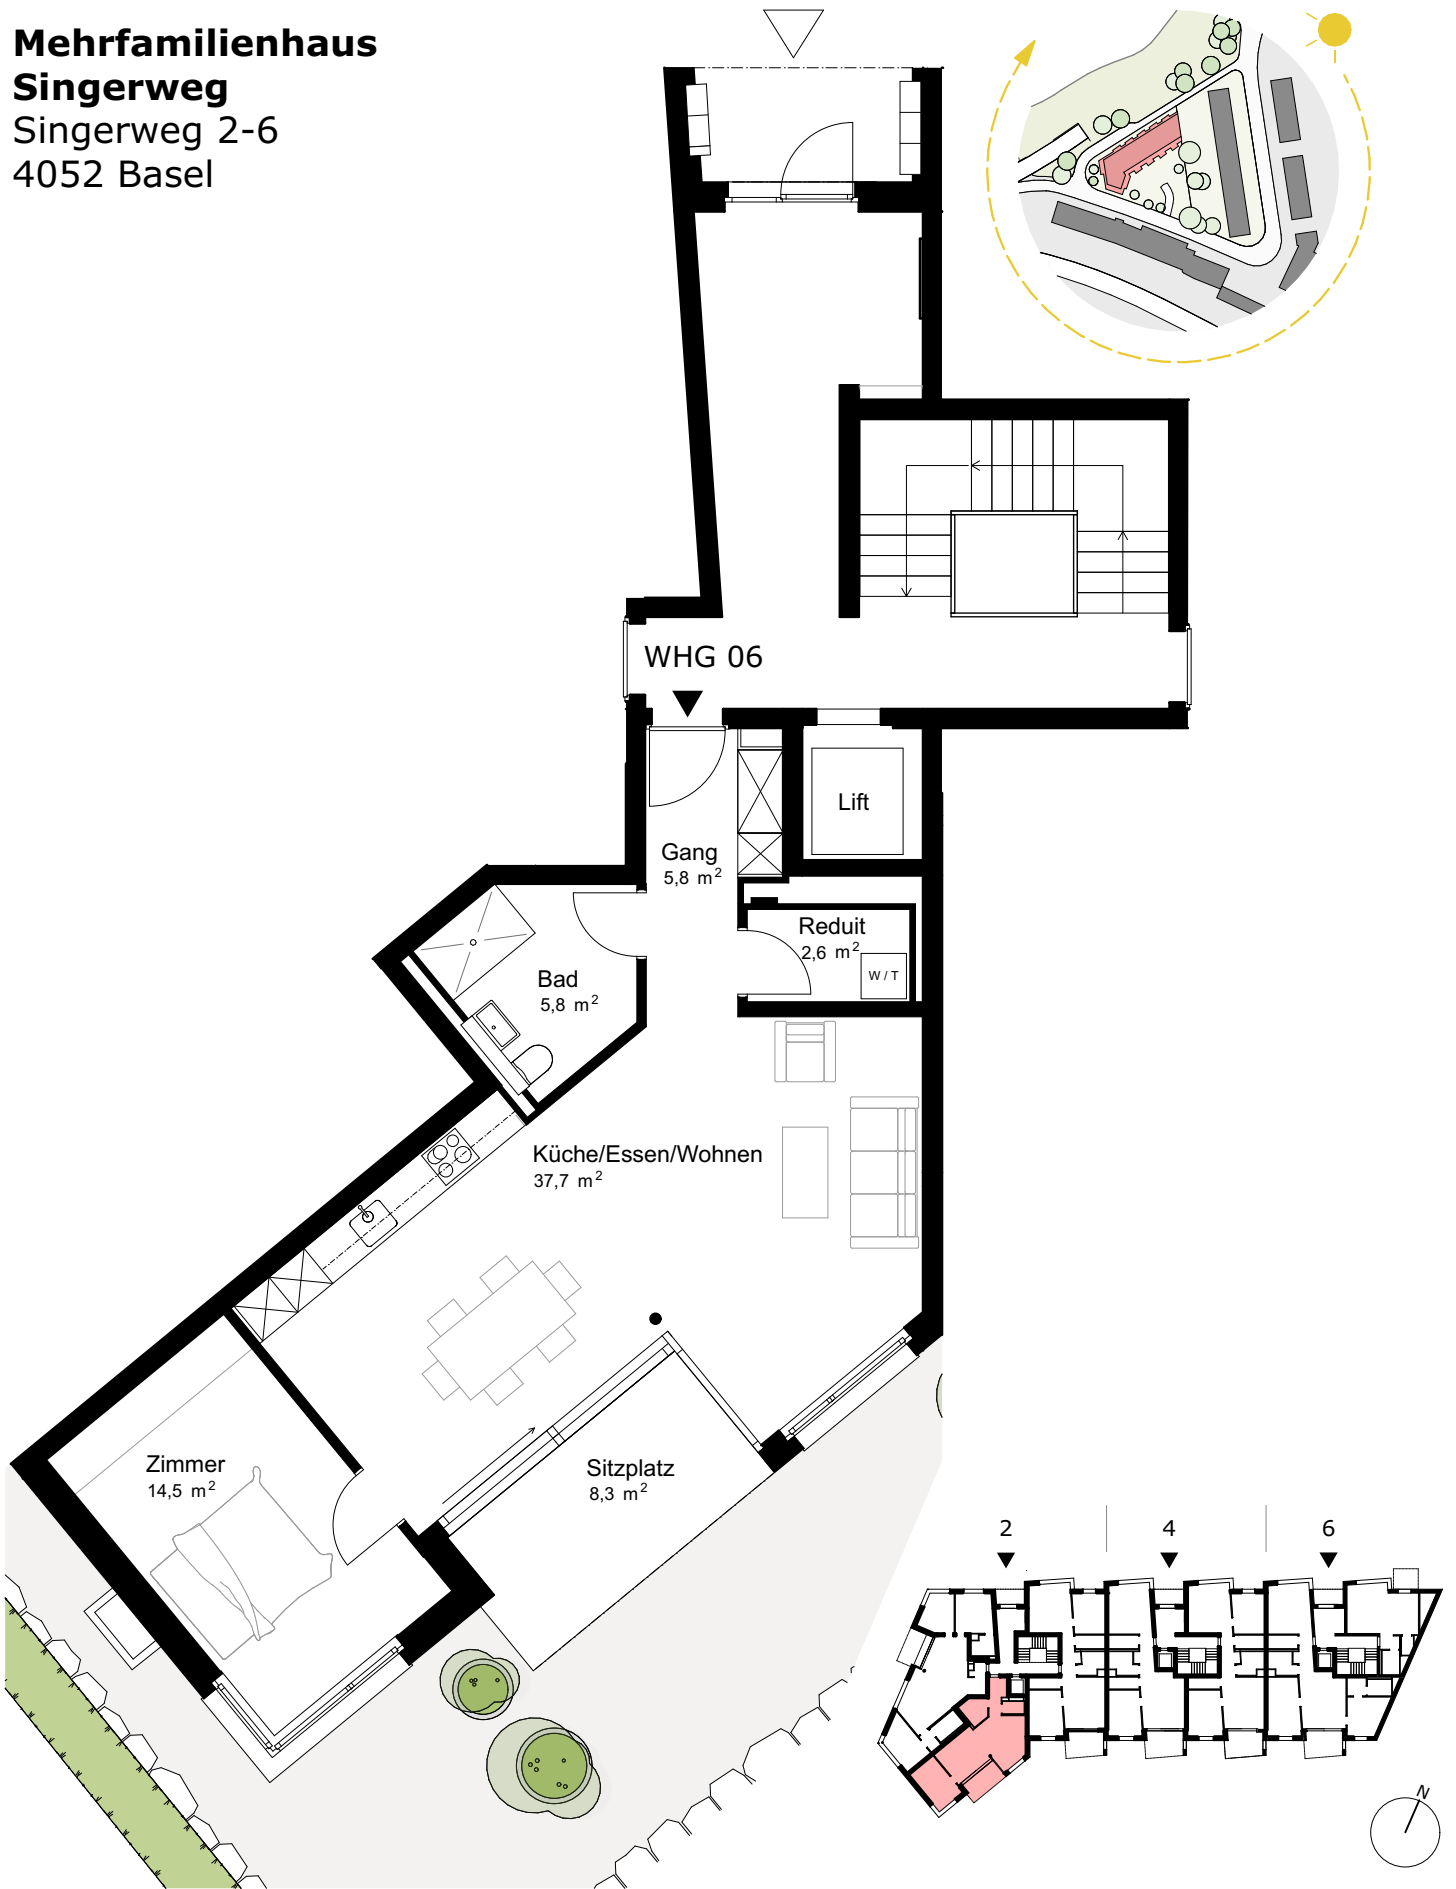 Mehrfamilienhaus
Singerweg
Singerweg 2-6
4052 Basel
WHG 06
Lift
Gang
5,8 m²
Reduit
2,6 m²
W / T
Bad
5,8 m²
Küche/Essen/Wohnen
37,7 m²
Zimmer
14,5 m²
Sitzplatz
8,3 m²
2 4 6
N